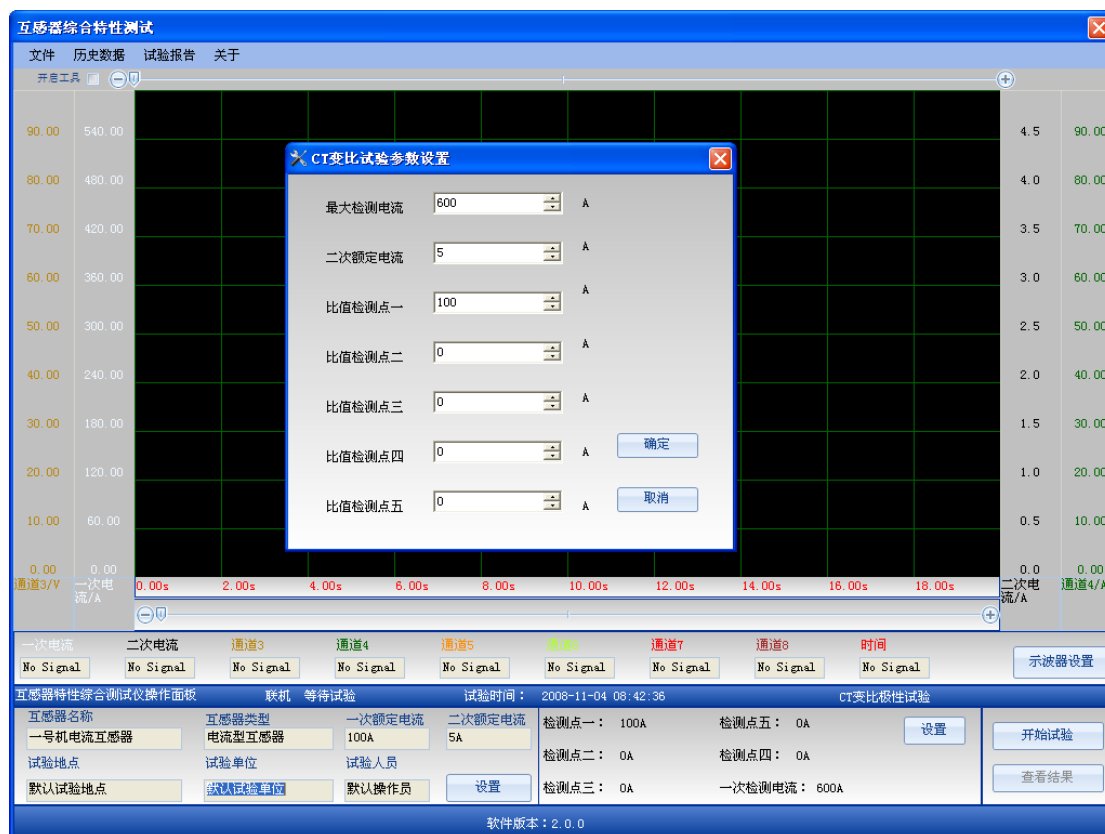 互感器综合特性测试
文件 历史数据 试验报告 关于
开启工具
90.00 540.00 4.5 90.00
80.00 480.00 4.0 80.00
70.00 420.00 3.5 70.00
60.00 360.00 3.0 60.00
50.00 300.00 2.5 50.00
40.00 240.00 2.0 40.00
30.00 180.00 1.5 30.00
20.00 120.00 1.0 20.00
10.00 60.00 0.5 10.00
0.00 0.00 0.0 0.00
通道3/V 一次电流/A 二次电流/A 通道4/A
0.00s 2.00s 4.00s 6.00s 8.00s 10.00s 12.00s 14.00s 16.00s 18.00s
CT变比试验参数设置
最大检测电流 600 A
二次额定电流 5 A
比值检测点一 100 A
比值检测点二 0 A
比值检测点三 0 A
比值检测点四 0 A
确定
比值检测点五 0 A
取消
一次电流 二次电流 通道3 通道4 通道5 通道6 通道7 通道8 时间
No Signal No Signal No Signal No Signal No Signal No Signal No Signal No Signal No Signal
示波器设置
互感器特性综合测试仪操作面板 联机 等待试验 试验时间： 2008-11-04 08:42:36 CT变比极性试验
互感器名称 互感器类型 一次额定电流 二次额定电流
一号机电流互感器 电流型互感器 100A 5A
试验地点 试验单位 试验人员
默认试验地点 默认试验单位 默认操作员 设置
检测点一： 100A 检测点五： 0A 设置
检测点二： 0A 检测点四： 0A
检测点三： 0A 一次检测电流： 600A
开始试验
查看结果
软件版本：2.0.0